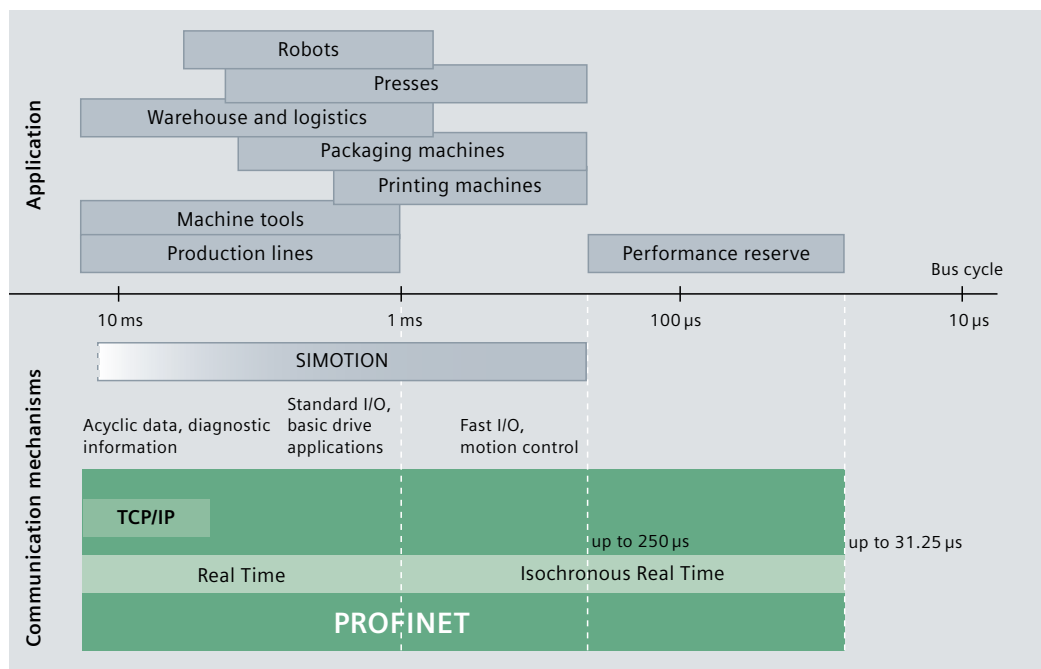 Application
Robots
Presses
Warehouse and logistics
Packaging machines
Printing machines
Machine tools
Production lines
Performance reserve
Bus cycle
10 ms
1 ms
100 µs
10 µs
Communication mechanisms
SIMOTION
Acyclic data, diagnostic
information
Standard I/O,
basic drive
applications
Fast I/O,
motion control
TCP/IP
up to 250 µs
up to 31.25 µs
Real Time
Isochronous Real Time
PROFINET